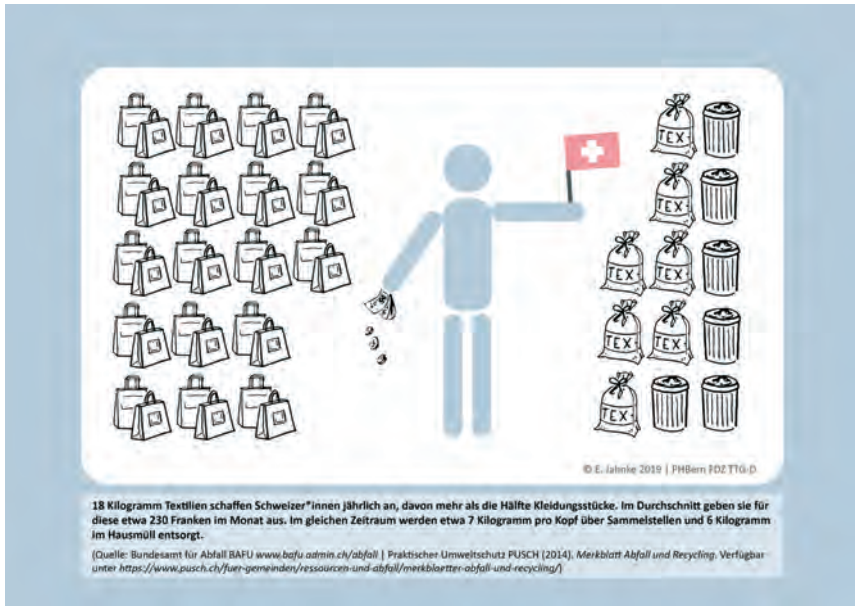 TEX
TEX
TEX TEX
TEX TEX
TEX
© E. Jahnke 2019 | PHBern FDZ TTG-D
18 Kilogramm Textilien schaffen Schweizer*innen jährlich an, davon mehr als die Hälfte Kleidungsstücke. Im Durchschnitt geben sie für
diese etwa 230 Franken im Monat aus. Im gleichen Zeitraum werden etwa 7 Kilogramm pro Kopf über Sammelstellen und 6 Kilogramm
im Hausmüll entsorgt.
(Quelle: Bundesamt für Abfall BAFU www.bafu admin.ch/abfall | Praktischer Umweltschutz PUSCH (2014). Merkblatt Abfall und Recycling. Verfügbar
unter https://www.pusch.ch/fuer-gemeinden/ressourcen-und-abfall/merkblaetter-abfall-und-recycling/)